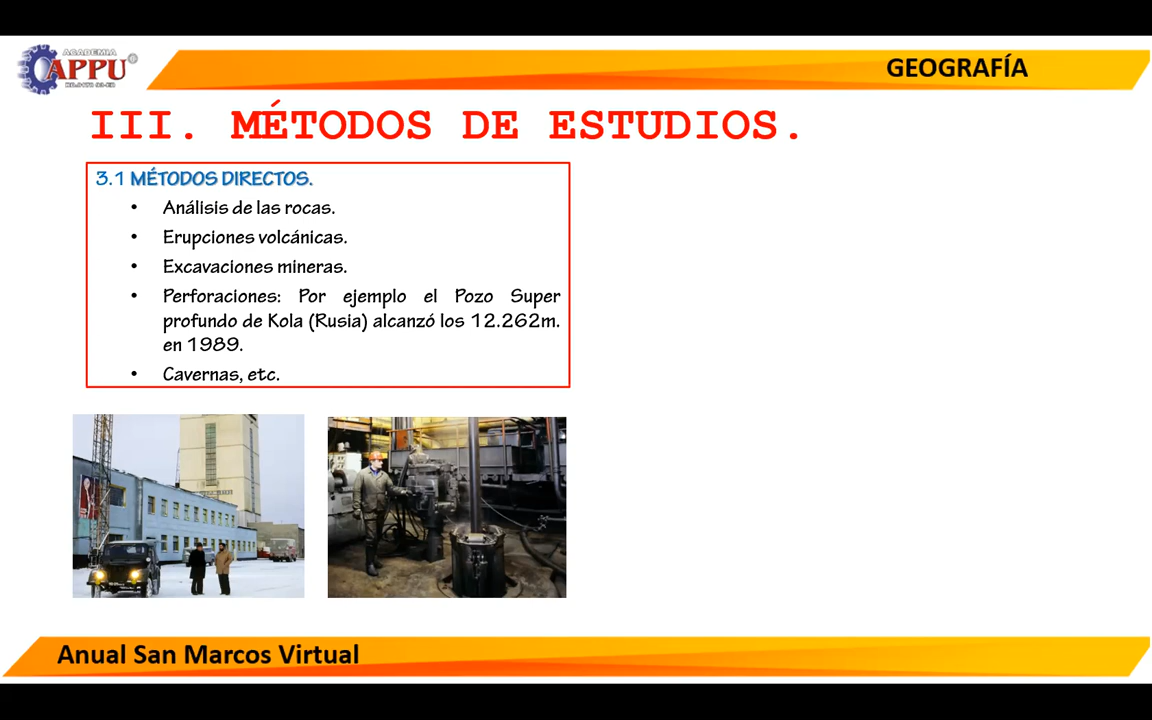 ACADEMIA
APPU
GEOGRAFÍA
III. MÉTODOS DE ESTUDIOS.
3.1 MÉTODOS DIRECTOS.
• Análisis de las rocas.
• Erupciones volcánicas.
• Excavaciones mineras.
• Perforaciones: Por ejemplo el Pozo Super
profundo de Kola (Rusia) alcanzó los 12.262m.
en 1989.
• Cavernas, etc.
Anual San Marcos Virtual